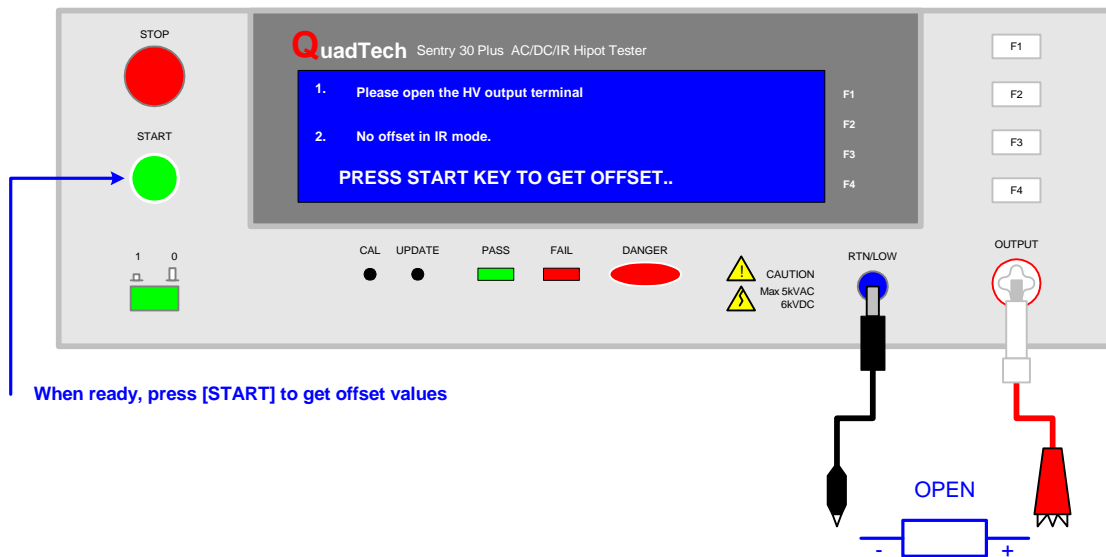 STOP
QuadTech Sentry 30 Plus AC/DC/IR Hipot Tester
F1
1. Please open the HV output terminal
F1
F2
START
2. No offset in IR mode.
F2
F3
F3
PRESS START KEY TO GET OFFSET..
F4
F4
1 0
CAL UPDATE PASS FAIL DANGER
RTN/LOW
OUTPUT
CAUTION
Max 5kVAC
6kVDC
When ready, press [START] to get offset values
OPEN
- +